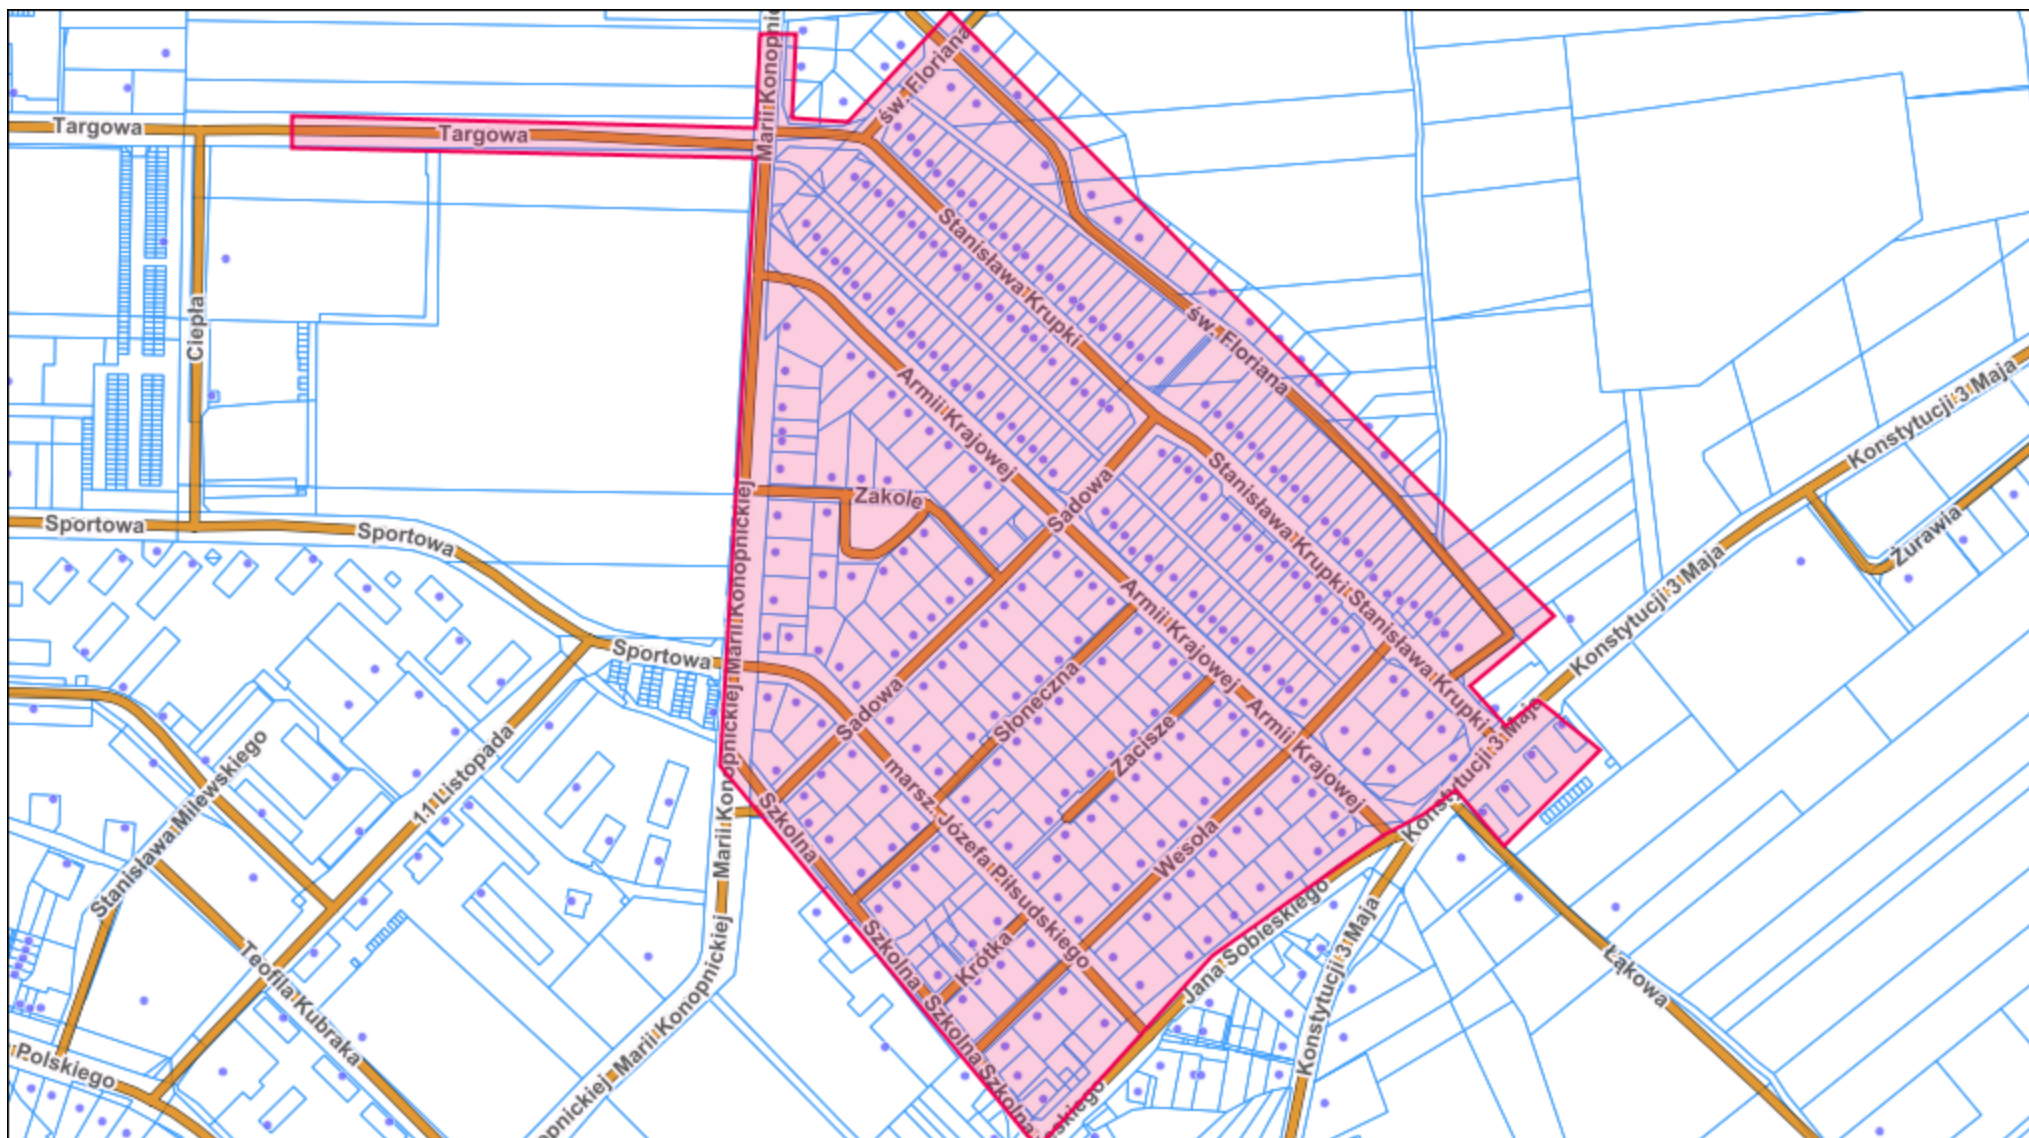 Marii Konopnic
św. Floriana
Targowa
Targowa
Stanisława Krupki
św. Floriana
Ciepła
Armii Krajowej
Konstytucji 3 Maja
Stanisława Krupki
Sadowa
Zakole
Sportowa
Sportowa
Marii Konopnickiej
Żurawia
Konstytucji 3 Maja
Armii Krajowej
Stanisława Krupki
Sportowa
Słoneczna
Sadowa
Zacisze
Armii Krajowej
Konstytucji 3 Maja
Marii Konopnickiej
11 Listopada
Stanisława Milewskiego
Szkolna
marsz. Józefa Piłsudskiego
Wesoła
Jana Sobieskiego
Konstytucji 3 Maja
Łąkowa
Krótka
Szkolna
Szkolna
Szkolna
Teofila Kubraka
Marii Konopnickiej
opnickiej
Polskiego
eskiego